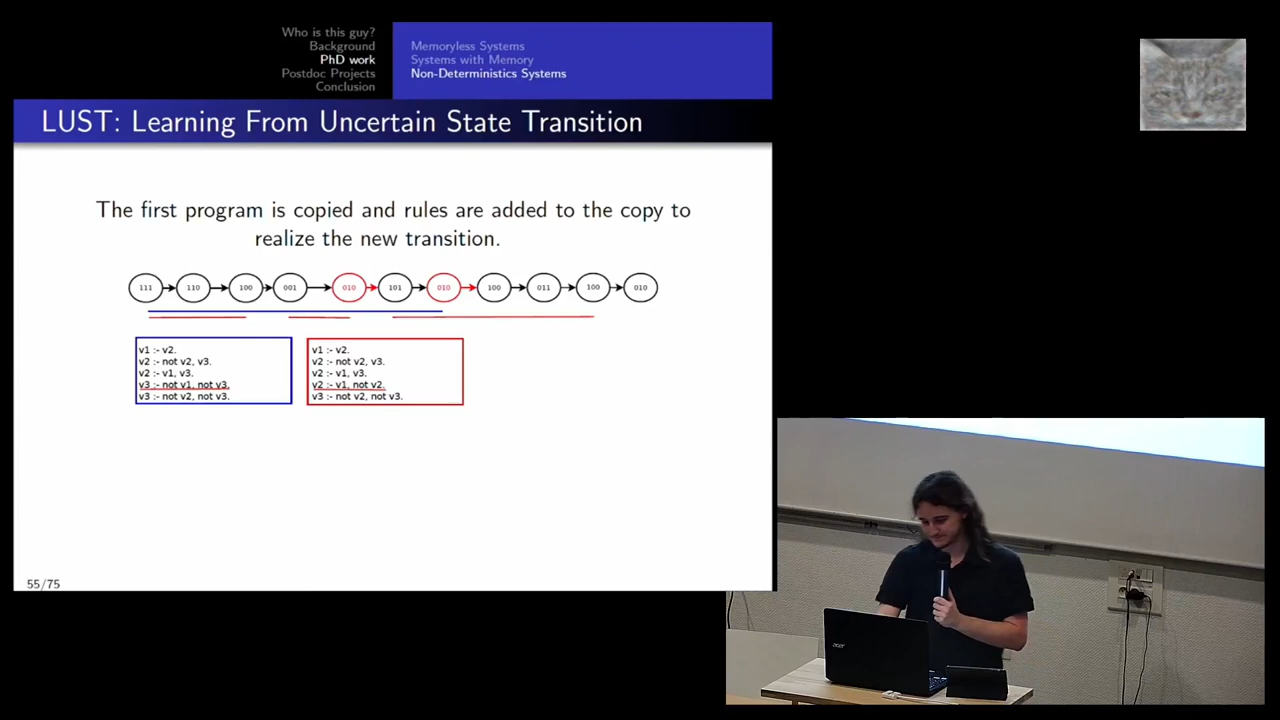 Who is this guy?
Background
PhD work
Postdoc Projects
Conclusion
Memoryless Systems
Systems with Memory
Non-Deterministics Systems
LUST: Learning From Uncertain State Transition
The first program is copied and rules are added to the copy to
realize the new transition.
111 110 100 001 010 101 010 100 011 100 010
v1 :- v2.
v2 :- not v2, v3.
v2 :- v1, v3.
v3 :- not v1, not v3.
v3 :- not v2, not v3.
v1 :- v2.
v2 :- not v2, v3.
v2 :- v1, v3.
v2 :- v1, not v2.
v3 :- not v2, not v3.
55/75
acer